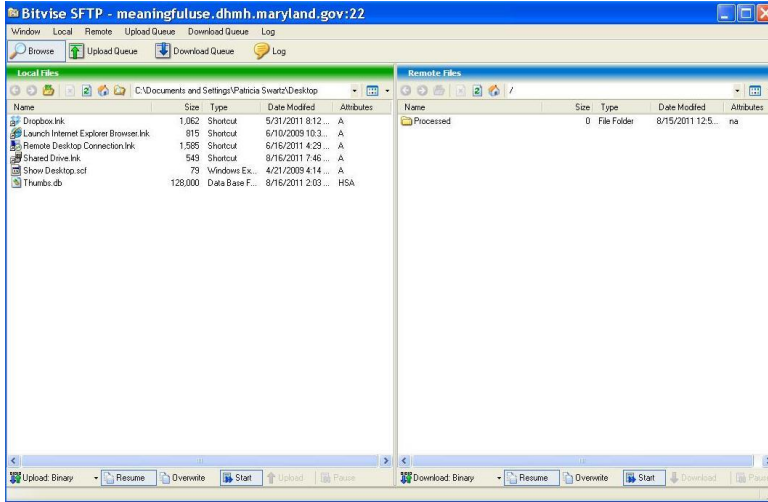 Bitvise SFTP - meaningfuluse.dhmh.maryland.gov:22
Window Local Remote Upload Queue Download Queue Log
Browse Upload Queue Download Queue Log
Local Files Remote Files
C:\Documents and Settings\Patricia Swartz\Desktop /
Name Size Type Date Modified Attributes Name Size Type Date Modified Attributes
Dropbox.lnk 1,062 Shortcut 5/31/2011 8:12 ... A Processed 0 File Folder 8/15/2011 12:5... na
Launch Internet Explorer Browser.lnk 815 Shortcut 6/10/2009 10:3... A
Remote Desktop Connection.lnk 1,585 Shortcut 6/16/2011 4:29 ... A
Shared Drive.lnk 549 Shortcut 8/16/2011 7:46 ... A
Show Desktop.scf 79 Windows Ex... 4/21/2009 4:14 ... A
Thumbs.db 128,000 Data Base F... 8/16/2011 2:03 ... HSA
Upload: Binary Resume Overwrite Start Upload Pause Download: Binary Resume Overwrite Start Download Pause